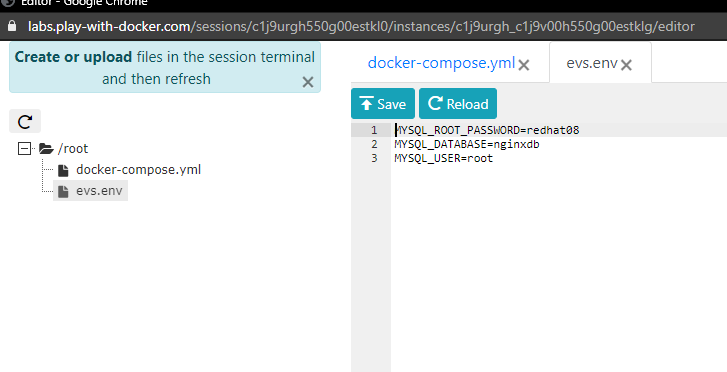 Editor - Google Chrome
labs.play-with-docker.com/sessions/c1j9urgh550g00estkl0/instances/c1j9urgh_c1j9v00h550g00estklg/editor
Create or upload files in the session terminal
and then refresh
/root
docker-compose.yml
evs.env
docker-compose.yml
evs.env
Save
Reload
1 MYSQL_ROOT_PASSWORD=redhat08
2 MYSQL_DATABASE=nginxdb
3 MYSQL_USER=root